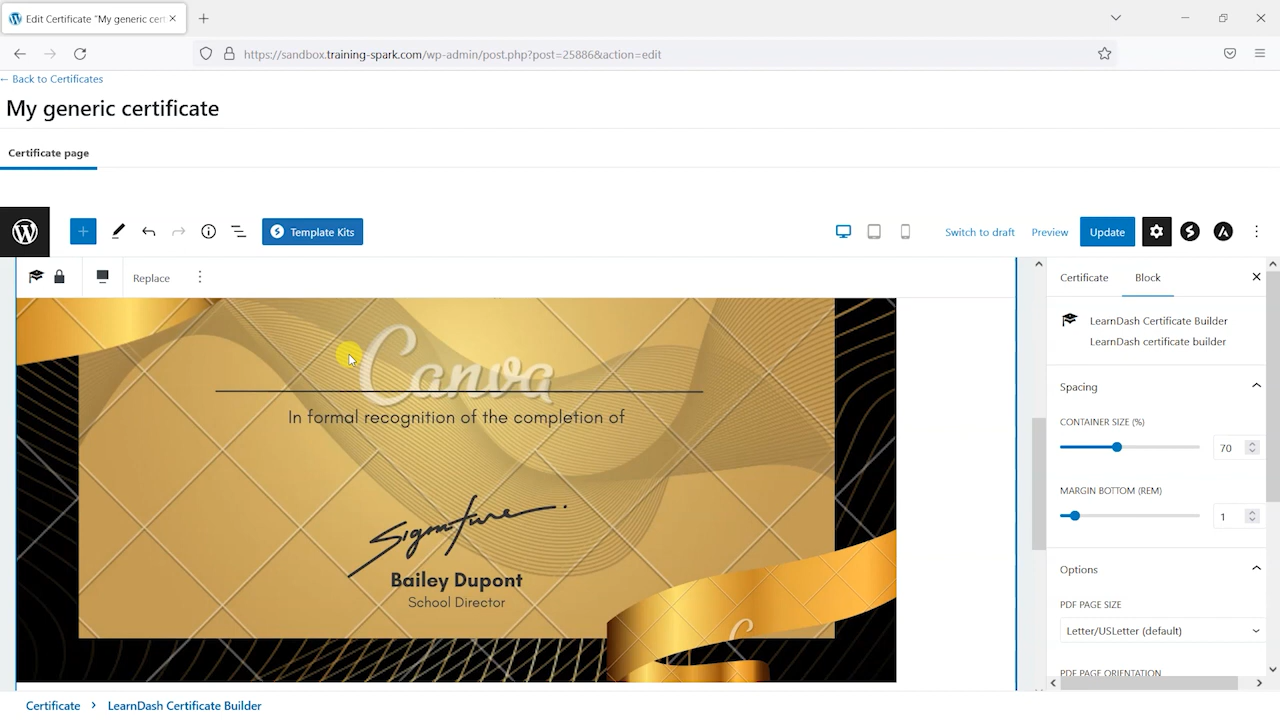 Edit Certificate "My generic cert
https://sandbox.training-spark.com/wp-admin/post.php?post=25886&action=edit
← Back to Certificates
My generic certificate
Certificate page
Template Kits
Switch to draft
Preview
Update
Replace
Certificate
Block
LearnDash Certificate Builder
LearnDash certificate builder
Spacing
CONTAINER SIZE (%)
70
MARGIN BOTTOM (REM)
1
Options
PDF PAGE SIZE
Letter/USLetter (default)
PDF PAGE ORIENTATION
Canva
In formal recognition of the completion of
Signature
Bailey Dupont
School Director
C
Certificate > LearnDash Certificate Builder